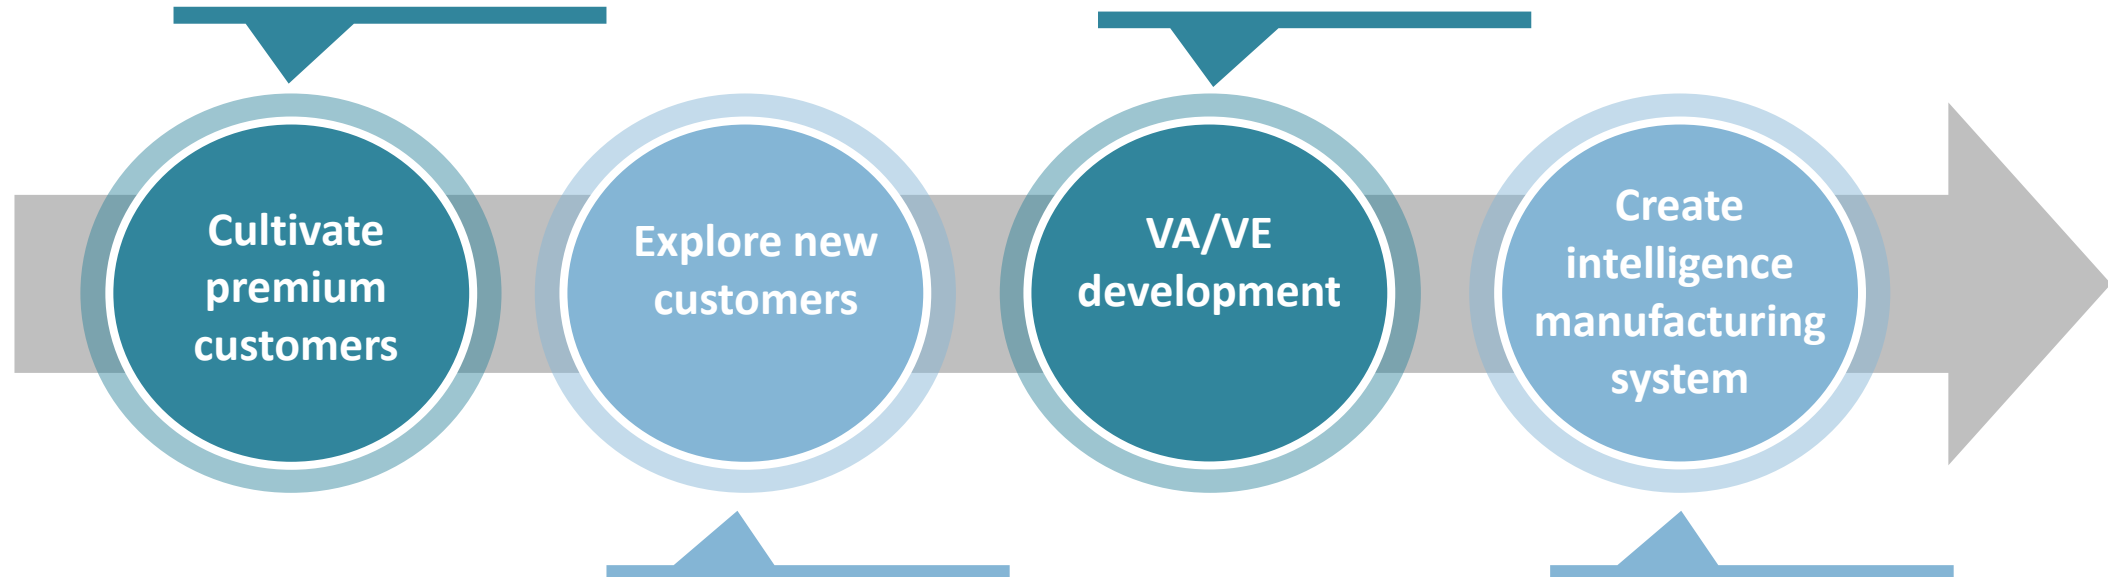 Cultivate
premium
customers
Explore new
customers
VA/VE
development
Create
intelligence
manufacturing
system